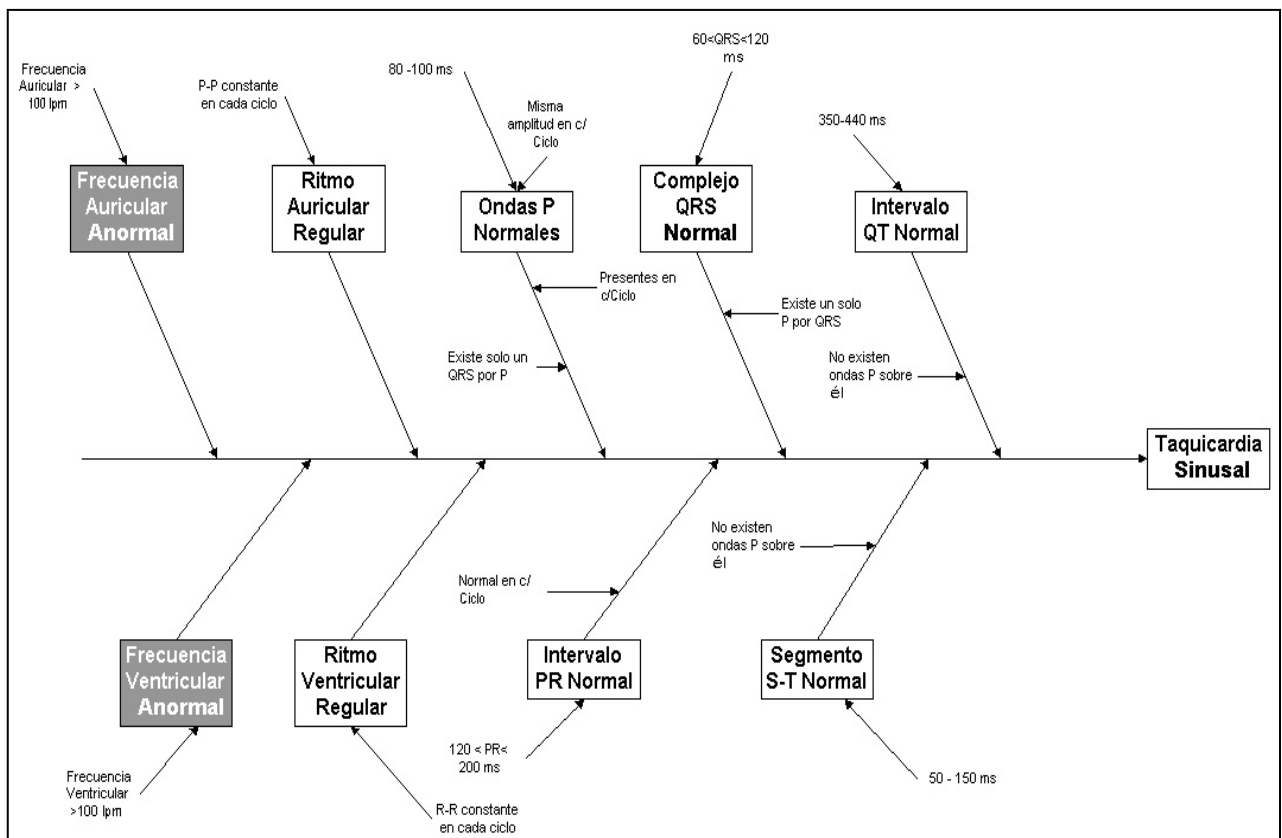 Frecuencia
Auricular >
100 lpm
P-P constante
en cada ciclo
80 -100 ms
Misma
amplitud en c/
Ciclo
60<QRS<120
ms
350-440 ms
Frecuencia
Auricular
Anormal
Ritmo
Auricular
Regular
Ondas P
Normales
Complejo
QRS
Normal
Intervalo
QT Normal
Presentes en
c/Ciclo
Existe solo un
QRS por P
Existe un solo
P por QRS
No existen
ondas P sobre
él
Taquicardia
Sinusal
No existen
ondas P sobre
él
Normal en c/
Ciclo
Frecuencia
Ventricular
Anormal
Ritmo
Ventricular
Regular
Intervalo
PR Normal
Segmento
S-T Normal
Frecuencia
Ventricular
>100 lpm
R-R constante
en cada ciclo
120 < PR<
200 ms
50 - 150 ms